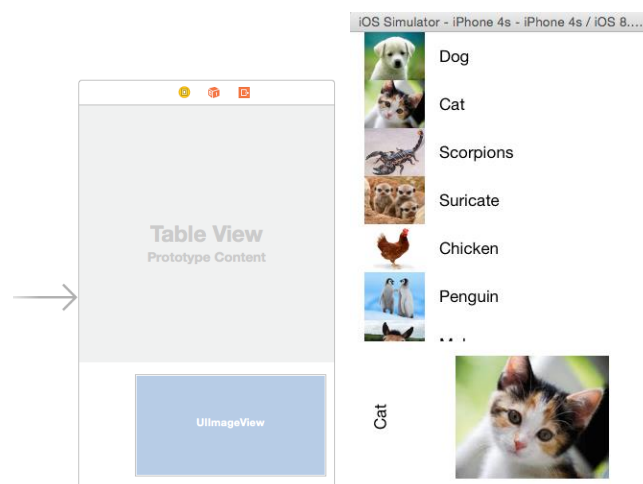 iOS Simulator - iPhone 4s - iPhone 4s / iOS 8....
Dog
Cat
Scorpions
Suricate
Chicken
Penguin
Table View
Prototype Content
UIImageView
Cat